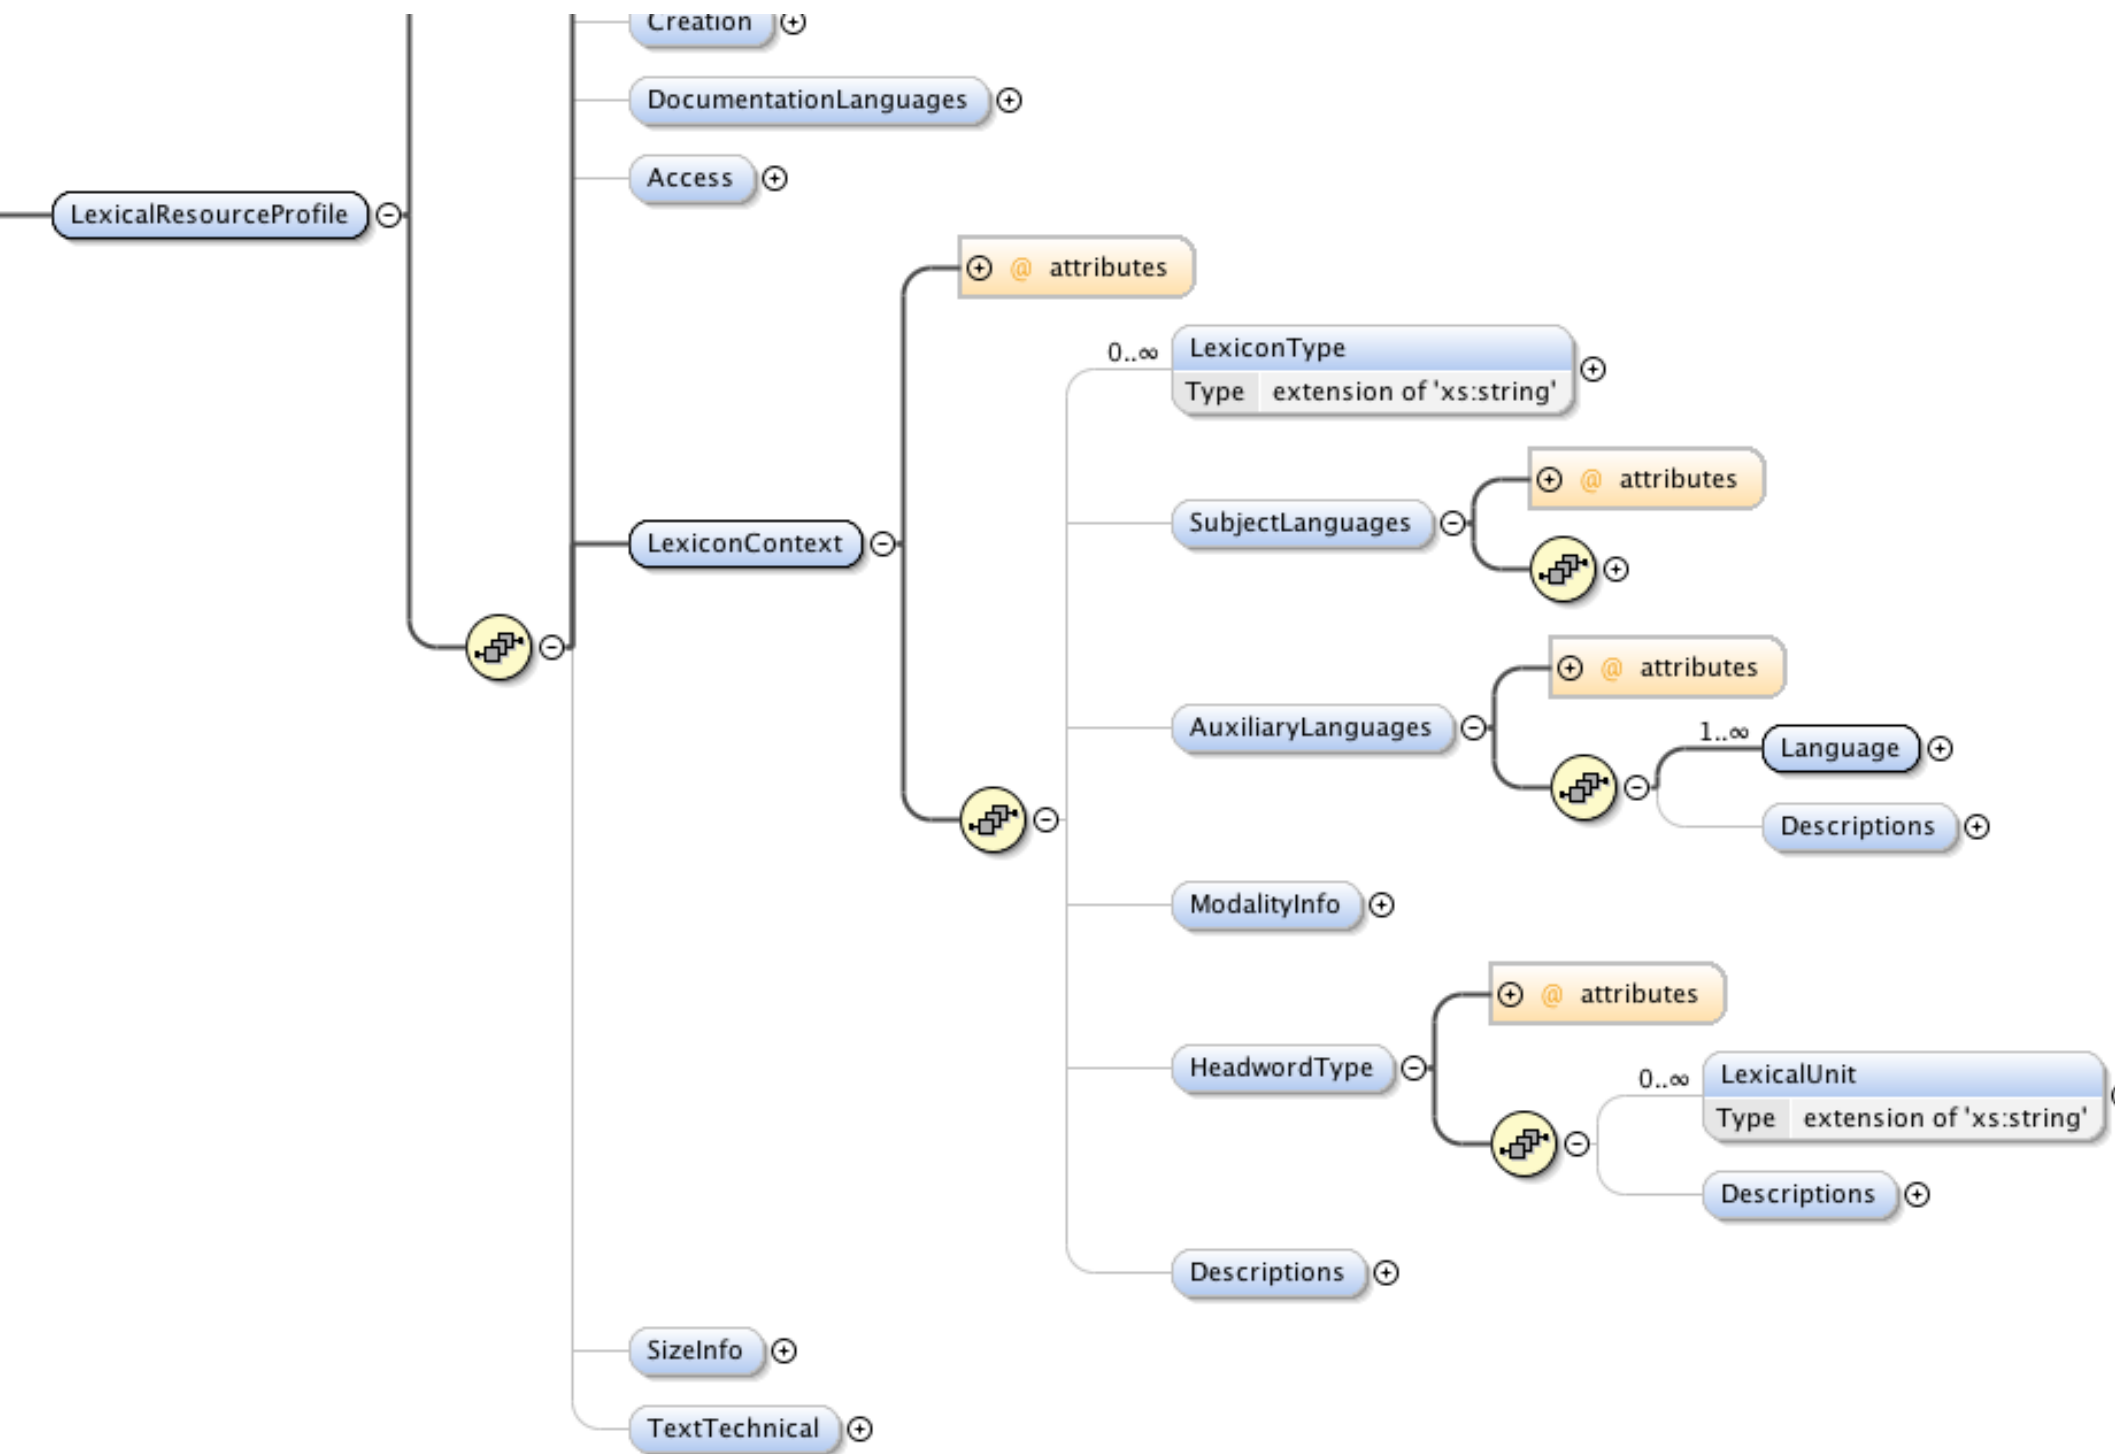 Creation
DocumentationLanguages
Access
LexicalResourceProfile
@ attributes
0..∞
LexiconType
Type extension of 'xs:string'
@ attributes
SubjectLanguages
LexiconContext
@ attributes
AuxiliaryLanguages
1..∞
Language
Descriptions
ModalityInfo
@ attributes
HeadwordType
0..∞
LexicalUnit
Type extension of 'xs:string'
Descriptions
Descriptions
SizeInfo
TextTechnical